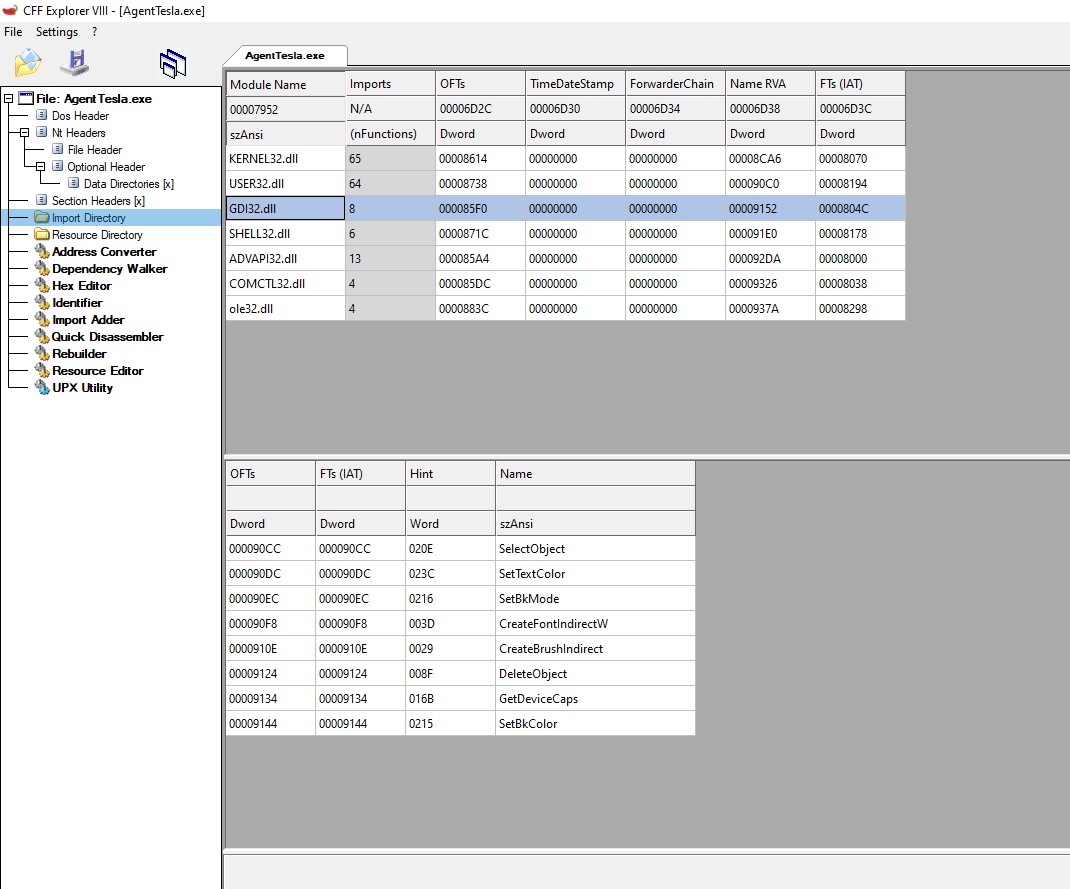 CFF Explorer VIII - [AgentTesla.exe]
File Settings ?
AgentTesla.exe
File: AgentTesla.exe
Dos Header
Nt Headers
File Header
Optional Header
Data Directories [x]
Section Headers [x]
Import Directory
Resource Directory
Address Converter
Dependency Walker
Hex Editor
Identifier
Import Adder
Quick Disassembler
Rebuilder
Resource Editor
UPX Utility
Module Name Imports OFTs TimeDateStamp ForwarderChain Name RVA FTs (IAT)
00007952 N/A 00006D2C 00006D30 00006D34 00006D38 00006D3C
szAnsi (nFunctions) Dword Dword Dword Dword Dword
KERNEL32.dll 65 00008614 00000000 00000000 00008CA6 00008070
USER32.dll 64 00008738 00000000 00000000 000090C0 00008194
GDI32.dll 8 000085F0 00000000 00000000 00009152 0000804C
SHELL32.dll 6 0000871C 00000000 00000000 000091E0 00008178
ADVAPI32.dll 13 000085A4 00000000 00000000 000092DA 00008000
COMCTL32.dll 4 000085DC 00000000 00000000 00009326 00008038
ole32.dll 4 0000883C 00000000 00000000 0000937A 00008298
OFTs FTs (IAT) Hint Name
Dword Dword Word szAnsi
000090CC 000090CC 020E SelectObject
000090DC 000090DC 023C SetTextColor
000090EC 000090EC 0216 SetBkMode
000090F8 000090F8 003D CreateFontIndirectW
0000910E 0000910E 0029 CreateBrushIndirect
00009124 00009124 008F DeleteObject
00009134 00009134 016B GetDeviceCaps
00009144 00009144 0215 SetBkColor